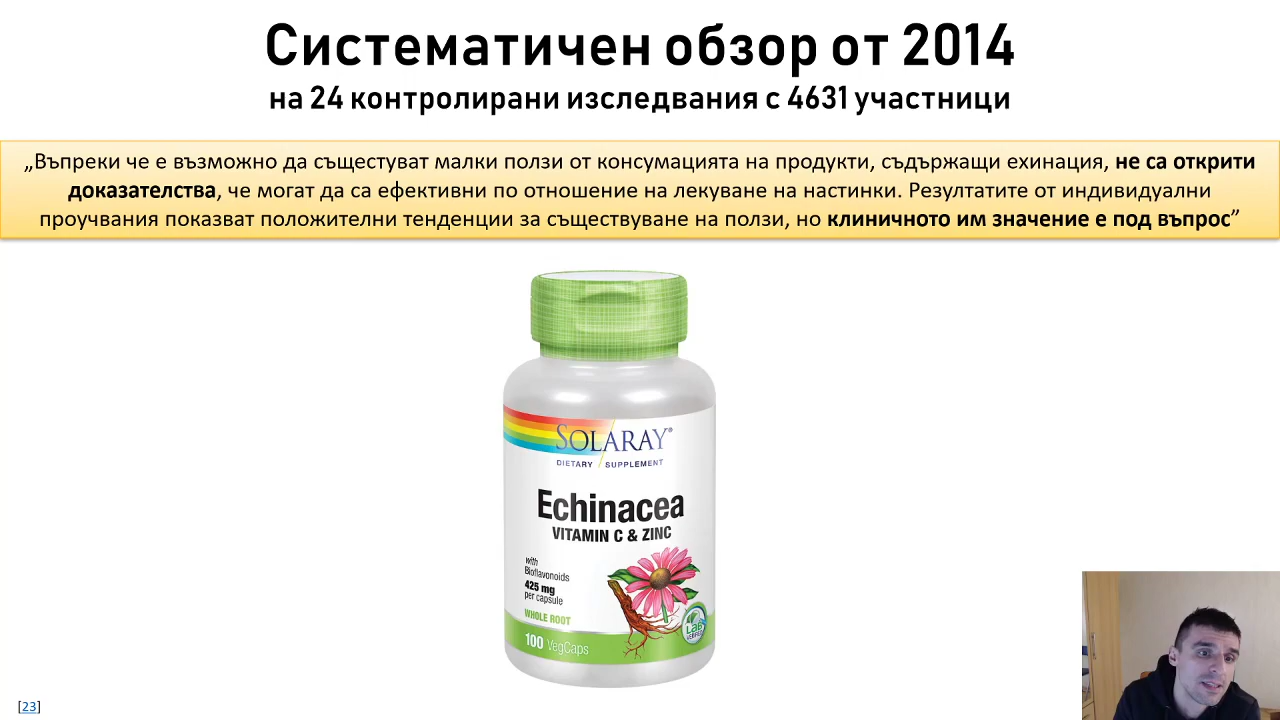 Систематичен обзор от 2014
на 24 контролирани изследвания с 4631 участници
„Въпреки че е възможно да същестуват малки ползи от консумацията на продукти, съдържащи ехинация, не са открити
доказателства, че могат да са ефективни по отношение на лекуване на настинки. Резултатите от индивидуални
проучвания показват положителни тенденции за съществуване на ползи, но клиничното им значение е под въпрос”
SOLARAY®
DIETARY SUPPLEMENT
Echinacea
VITAMIN C & ZINC
with
Bioflavonoids
425 mg
per capsule
WHOLE ROOT
Lab
VERIFIED
100 VegCaps
[23]